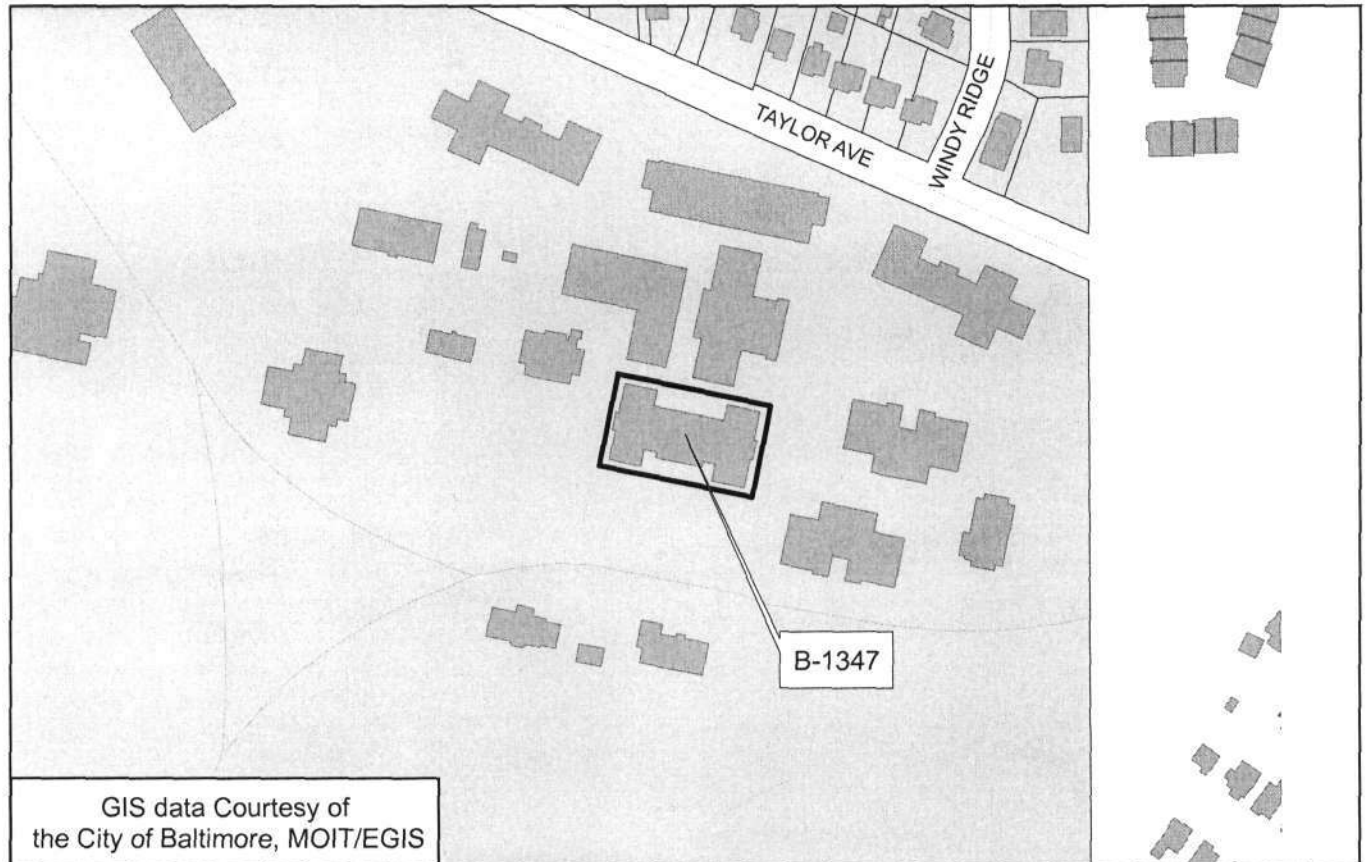 TAYLOR AVE
WINDY RIDGE
B-1347
GIS data Courtesy of
the City of Baltimore, MOIT/EGIS